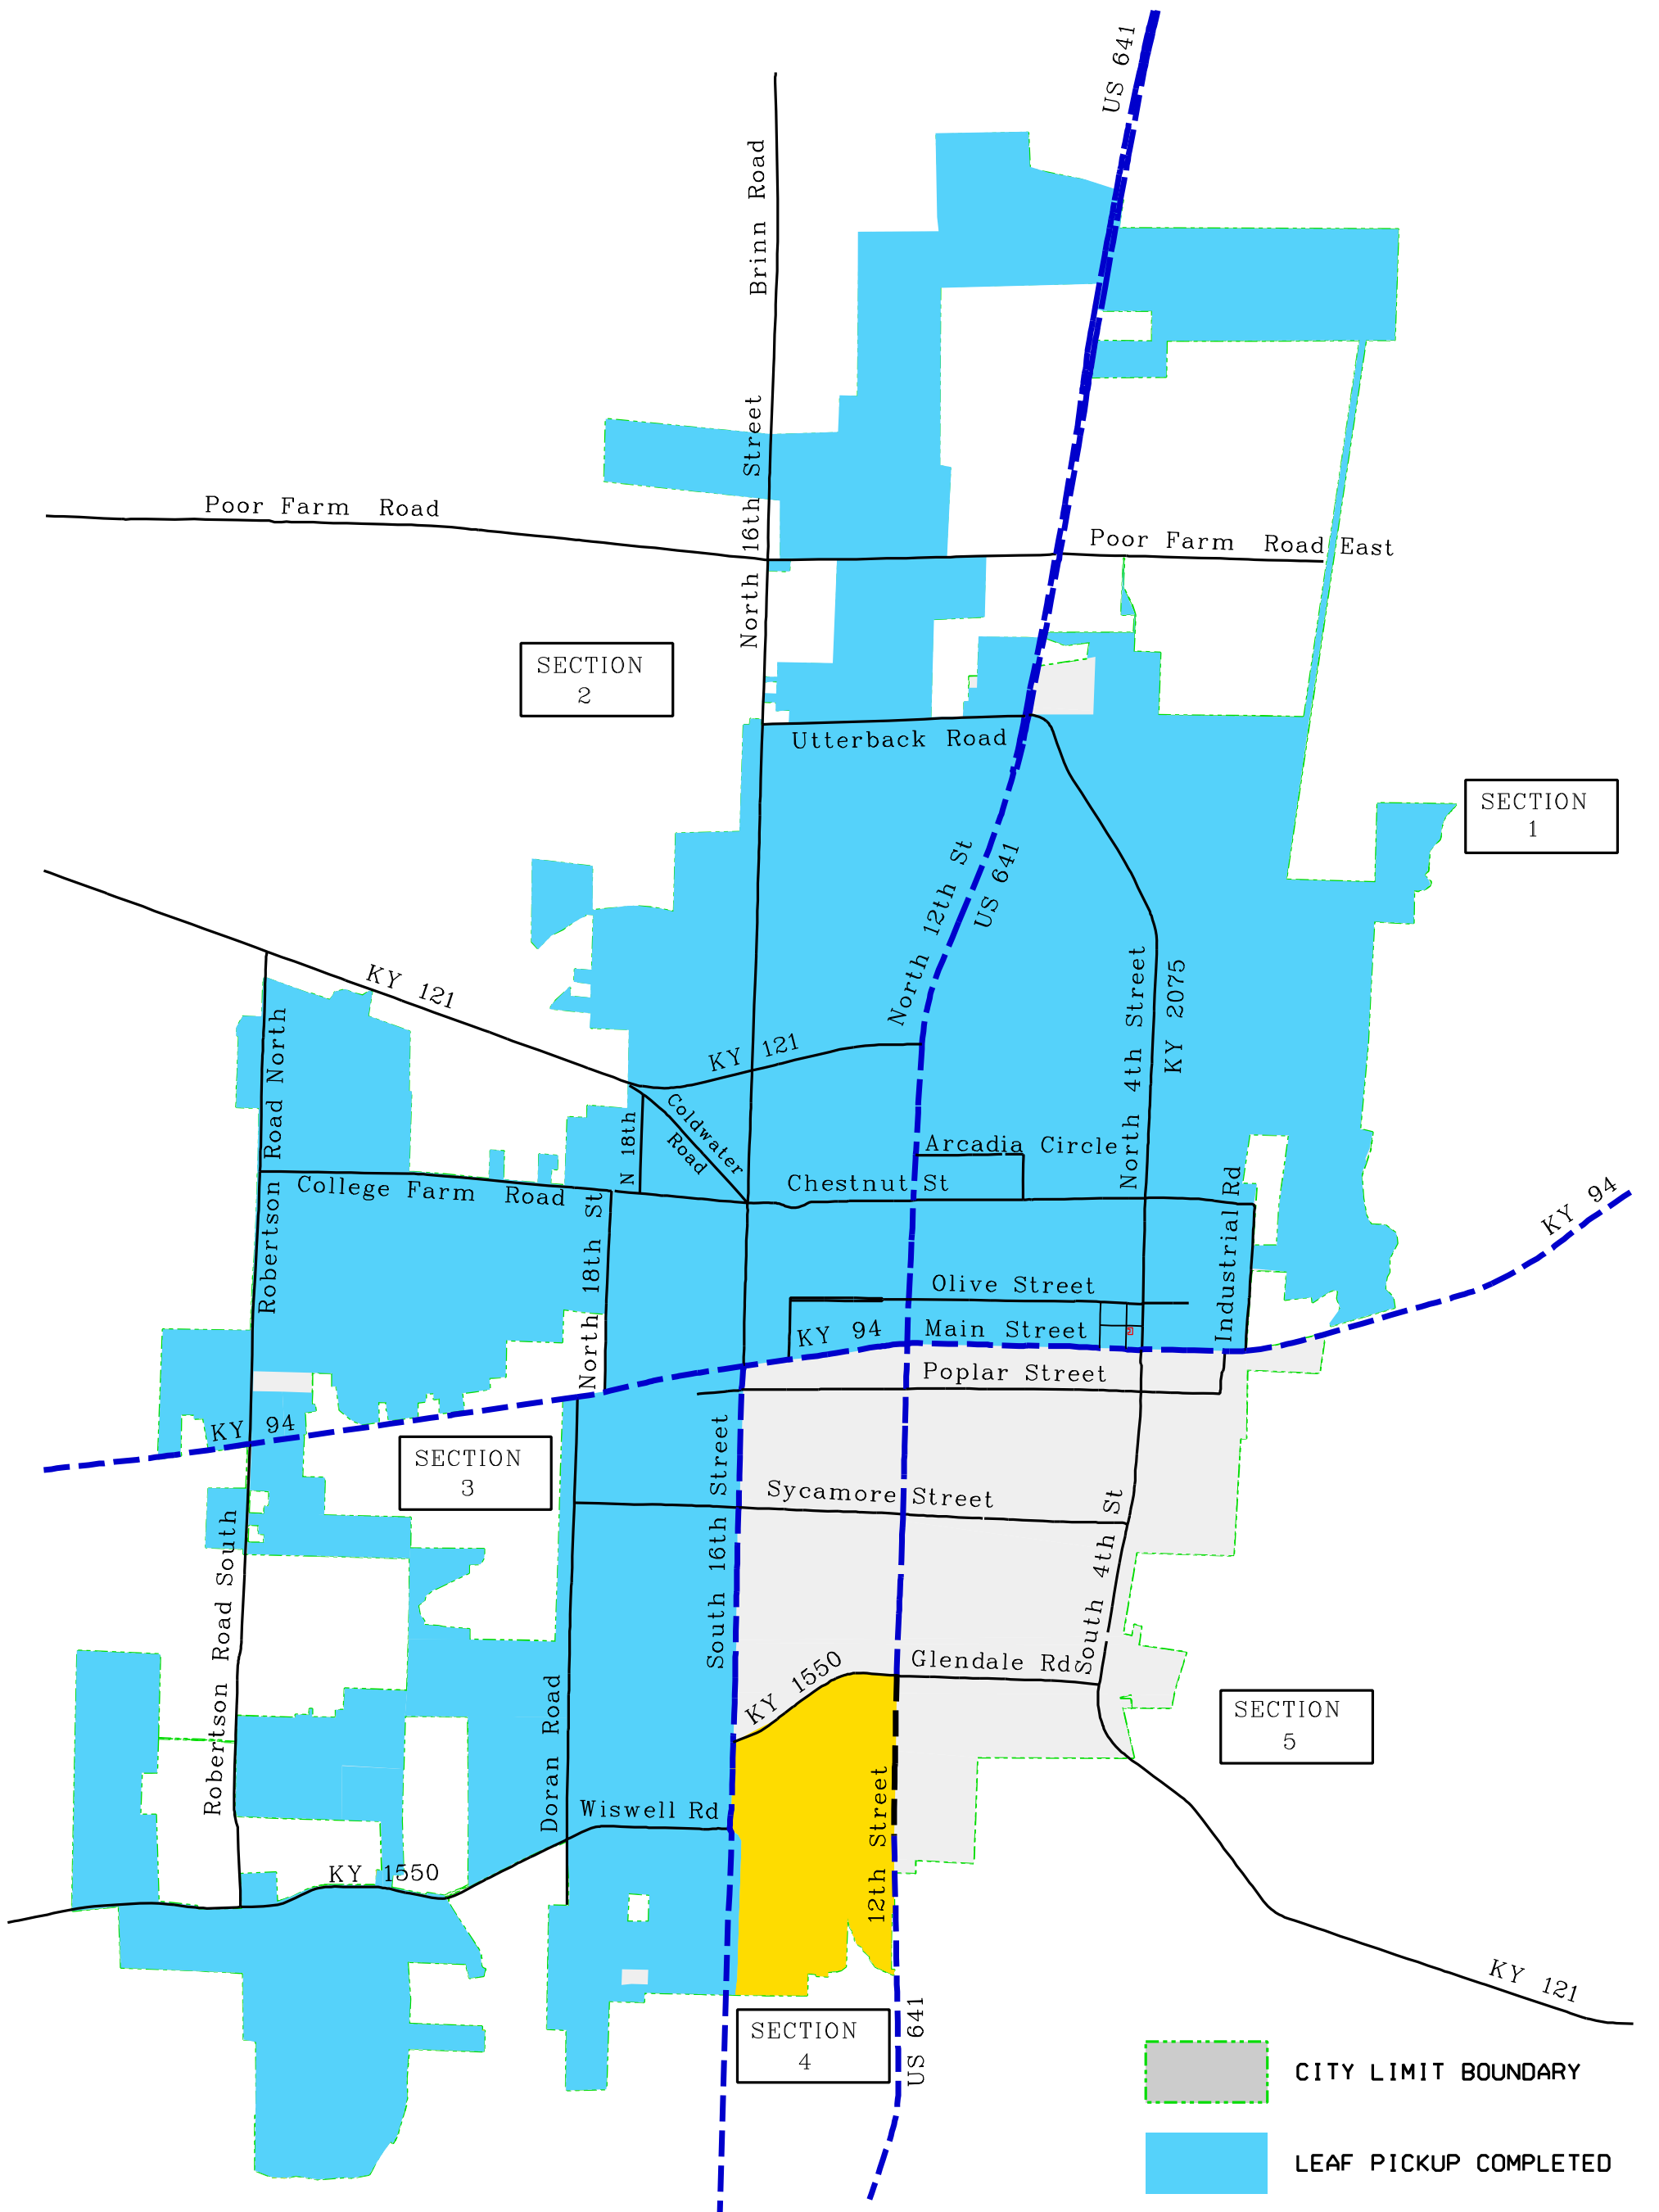 US 641
Brinn Road
North 16th Street
Poor Farm Road
Poor Farm Road East
SECTION
2
Utterback Road
SECTION
1
North 12th St
US 641
KY 121
KY 121
North 4th Street
KY 2075
Robertson Road North
Coldwater
Road
N 18th
Arcadia Circle
College Farm Road
Chestnut St
North 18th St
Industrial Rd
KY 94
Olive Street
KY 94
Main Street
Poplar Street
KY 94
SECTION
3
South 16th Street
Sycamore Street
South 4th St
Robertson Road South
KY 1550
Glendale Rd
SECTION
5
Doran Road
Wiswell Rd
12th Street
KY 1550
KY 121
SECTION
4
US 641
CITY LIMIT BOUNDARY
LEAF PICKUP COMPLETED